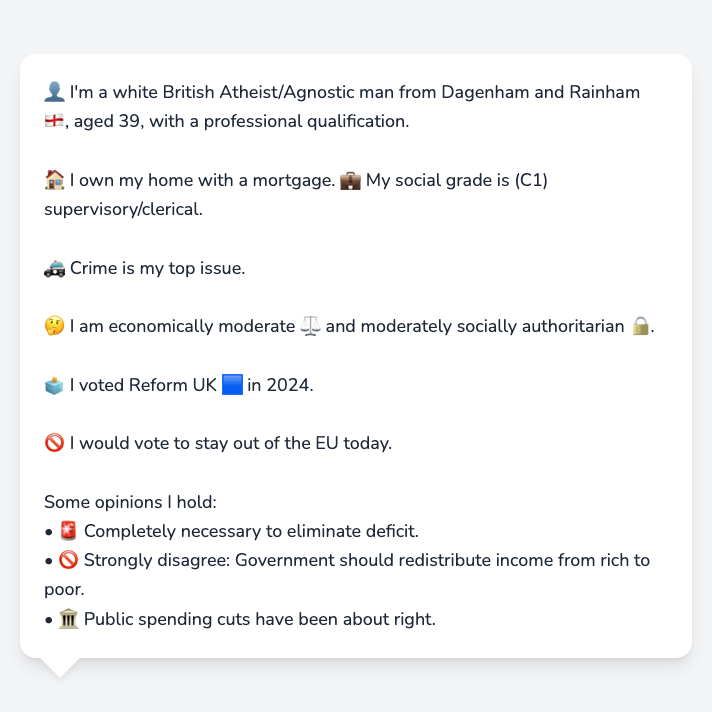 👤 I'm a white British Atheist/Agnostic man from Dagenham and Rainham
🏴󠁧󠁢󠁥󠁮󠁧󠁿, aged 39, with a professional qualification.
🏠 I own my home with a mortgage. 💼 My social grade is (C1)
supervisory/clerical.
🚓 Crime is my top issue.
🤔 I am economically moderate ⚖️ and moderately socially authoritarian 🔒.
🗳️ I voted Reform UK 🟦 in 2024.
🚫 I would vote to stay out of the EU today.
Some opinions I hold:
• 🚨 Completely necessary to eliminate deficit.
• 🚫 Strongly disagree: Government should redistribute income from rich to
poor.
• 🏛️ Public spending cuts have been about right.